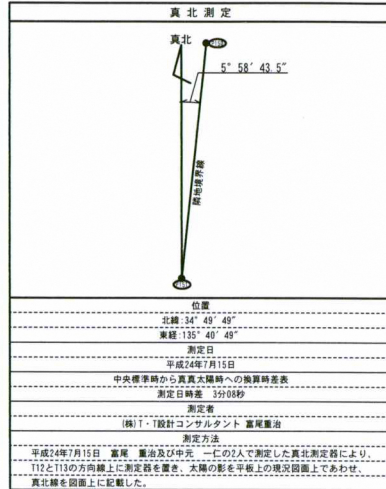 真北測定
真北
5° 58′ 43.5″
隣地境界線
位置
北緯:34° 49′ 49″
東経:135° 40′ 49″
測定日
平成24年7月15日
中央標準時から真真太陽時への換算時差表
測定日時差 3分08秒
測定者
(株)T・T設計コンサルタント 富尾重治
測定方法
平成24年7月15日 富尾 重治及び中元 一仁の2人で測定した真北測定器により、
T12とT13の方向線上に測定器を置き、太陽の影を平板上の現況図面上であわせ、
真北線を図面上に記載した。